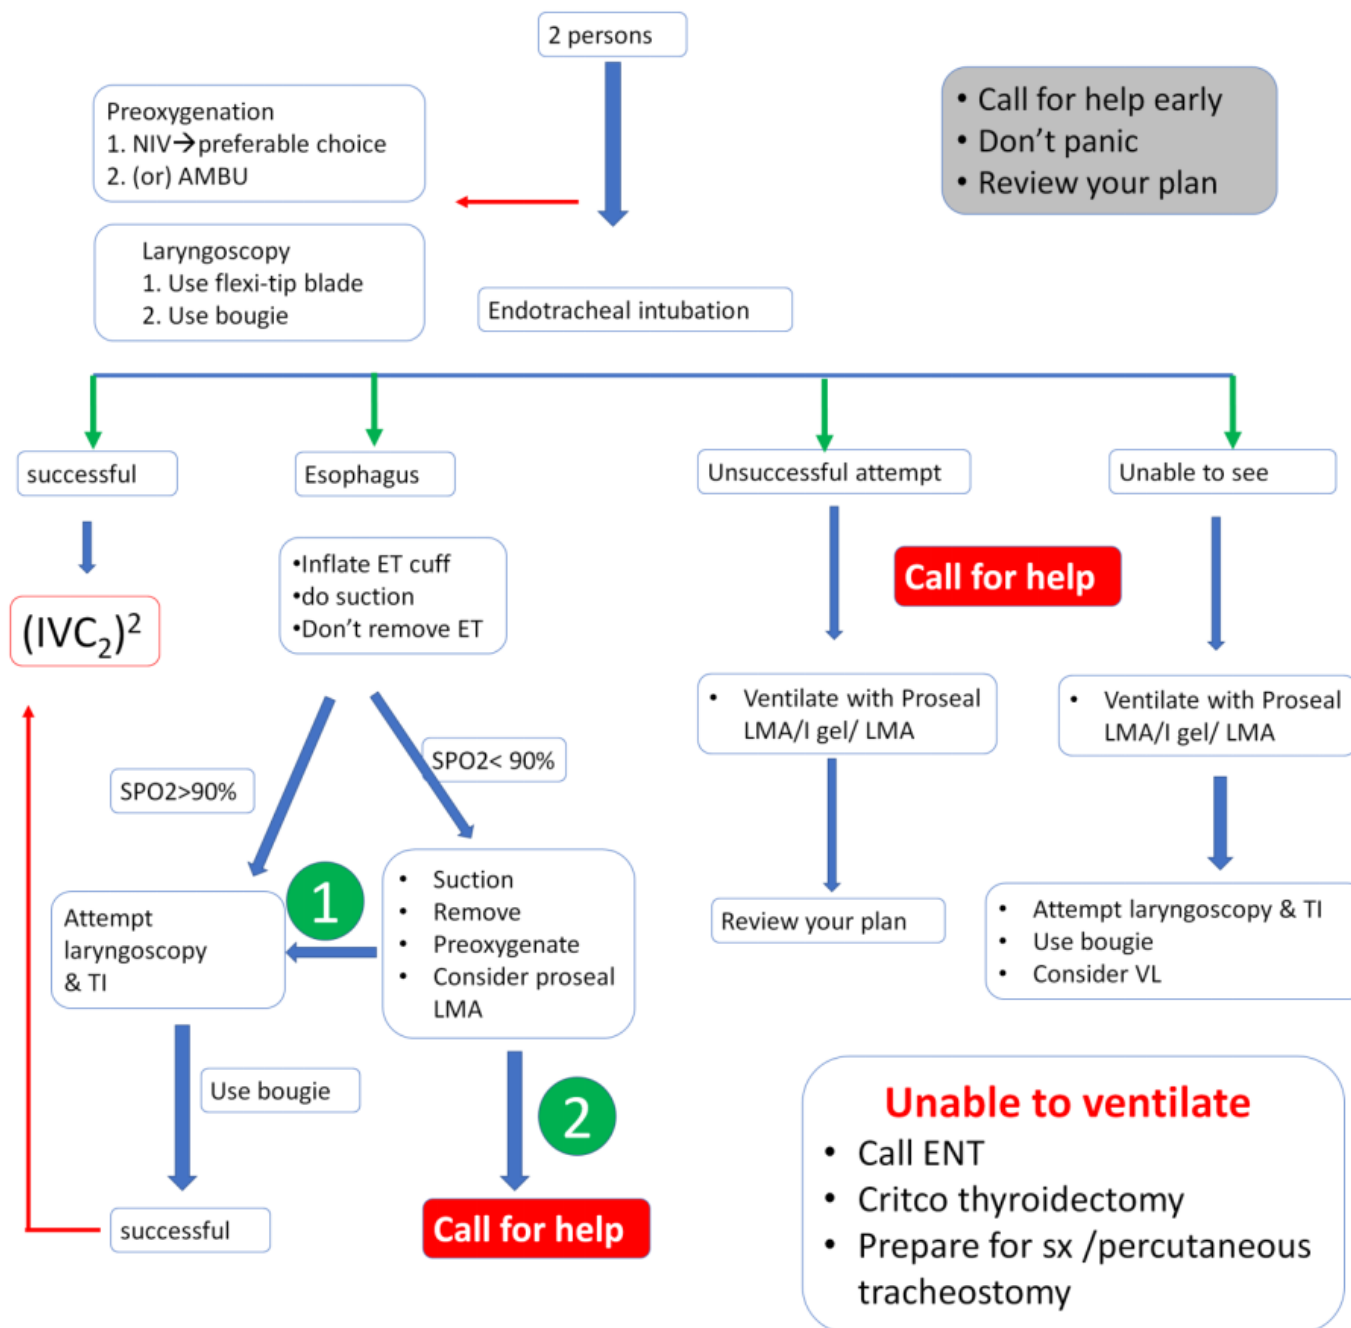 2 persons
Preoxygenation
1. NIV→preferable choice
2. (or) AMBU
• Call for help early
• Don’t panic
• Review your plan
Laryngoscopy
1. Use flexi-tip blade
2. Use bougie
Endotracheal intubation
successful
Esophagus
Unsuccessful attempt
Unable to see
(IVC₂)²
•Inflate ET cuff
•do suction
•Don’t remove ET
Call for help
• Ventilate with Proseal
LMA/I gel/ LMA
• Ventilate with Proseal
LMA/I gel/ LMA
SPO2>90%
SPO2< 90%
Attempt
laryngoscopy
& TI
1
• Suction
• Remove
• Preoxygenate
• Consider proseal
LMA
Review your plan
• Attempt laryngoscopy & TI
• Use bougie
• Consider VL
Use bougie
2
successful
Call for help
Unable to ventilate
• Call ENT
• Critco thyroidectomy
• Prepare for sx /percutaneous
tracheostomy